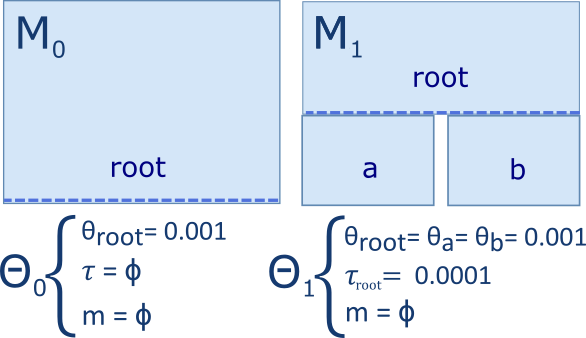 M₀
root
M₁
root
a
b
Θ₀
θroot= 0.001
τ = ϕ
m = ϕ
Θ₁
θroot= θa= θb= 0.001
τroot= 0.0001
m = ϕ